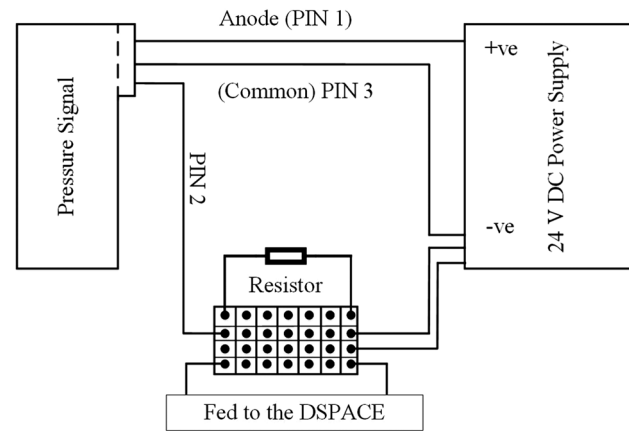 Anode (PIN 1)
+ve
(Common) PIN 3
Pressure Signal
PIN 2
24 V DC Power Supply
-ve
Resistor
Fed to the DSPACE